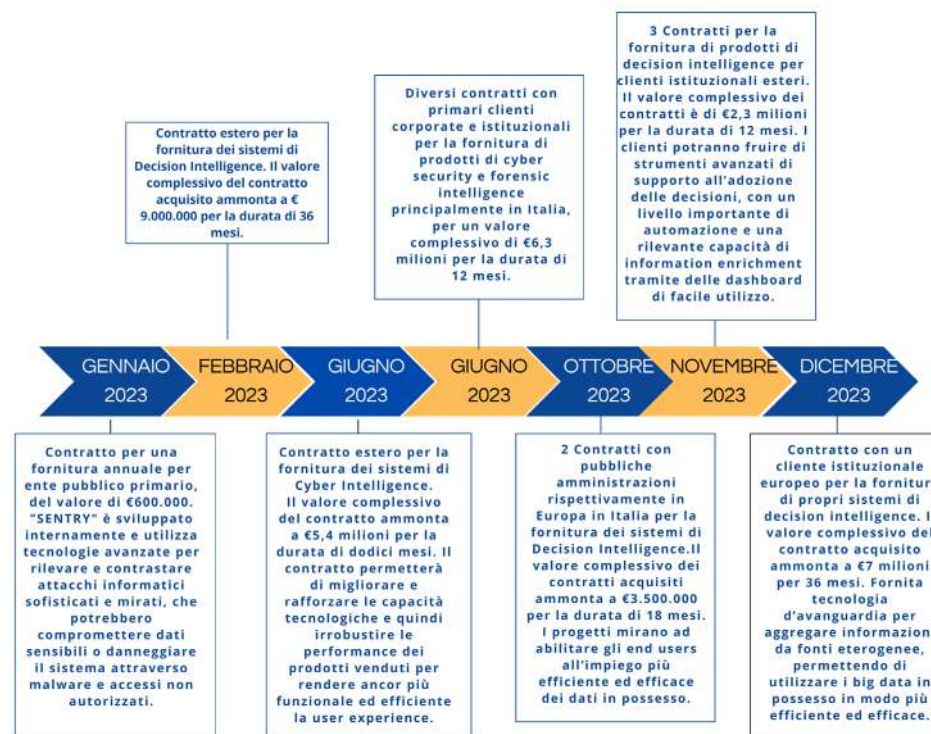 Contratto estero per la
fornitura dei sistemi di
Decision Intelligence. Il valore
complessivo del contratto
acquisito ammonta a €
9.000.000 per la durata di 36
mesi.
Diversi contratti con
primari clienti
corporate e istituzionali
per la fornitura di
prodotti di cyber
security e forensic
intelligence
principalmente in Italia,
per un valore
complessivo di €6,3
milioni per la durata di
12 mesi.
3 Contratti per la
fornitura di prodotti di
decision intelligence per
clienti istituzionali esteri.
Il valore complessivo dei
contratti è di €2,3 milioni
per la durata di 12 mesi. I
clienti potranno fruire di
strumenti avanzati di
supporto all'adozione
delle decisioni, con un
livello importante di
automazione e una
rilevante capacità di
information enrichment
tramite delle dashboard
di facile utilizzo.
GENNAIO
2023
FEBBRAIO
2023
GIUGNO
2023
GIUGNO
2023
OTTOBRE
2023
NOVEMBRE
2023
DICEMBRE
2023
Contratto per una
fornitura annuale per
ente pubblico primario,
del valore di €600.000.
"SENTRY" è sviluppato
internamente e utilizza
tecnologie avanzate per
rilevare e contrastare
attacchi informatici
sofisticati e mirati, che
potrebbero
compromettere dati
sensibili o danneggiare
il sistema attraverso
malware e accessi non
autorizzati.
Contratto estero per la
fornitura dei sistemi di
Cyber Intelligence.
Il valore complessivo
del contratto ammonta
a €5,4 milioni per la
durata di dodici mesi. Il
contratto permetterà
di migliorare e
rafforzare le capacità
tecnologiche e quindi
irrobustire le
performance dei
prodotti venduti per
rendere ancor più
funzionale ed efficiente
la user experience.
2 Contratti con
pubbliche
amministrazioni
rispettivamente in
Europa in Italia per la
fornitura dei sistemi di
Decision Intelligence.Il
valore complessivo dei
contratti acquisiti
ammonta a €3.500.000
per la durata di 18 mesi.
I progetti mirano ad
abilitare gli end users
all'impiego più
efficiente ed efficace
dei dati in possesso.
Contratto con un
cliente istituzionale
europeo per la fornitur
di propri sistemi di
decision intelligence. I
valore complessivo del
contratto acquisito
ammonta a €7 milioni
per 36 mesi. Fornita
tecnologia
d'avanguardia per
aggregare informazion
da fonti eterogenee,
permettendo di
utilizzare i big data in
possesso in modo più
efficiente ed efficace.